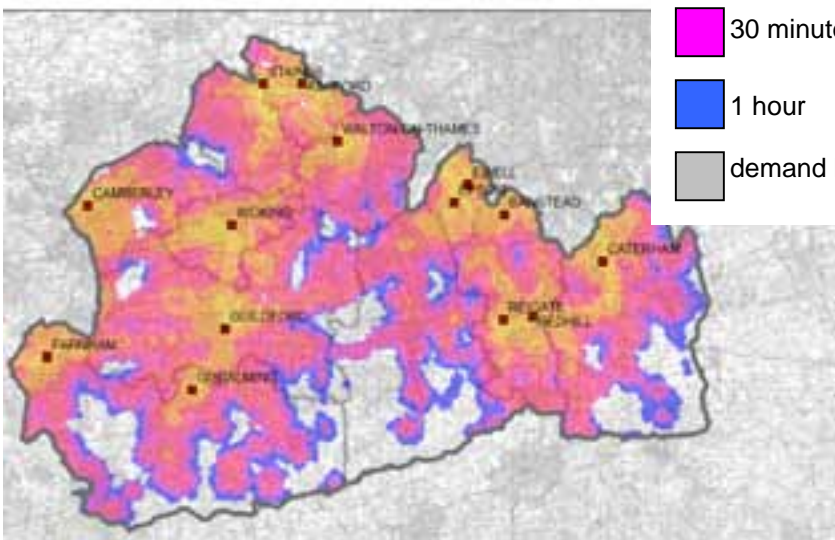 30 minute
1 hour
demand
WALTON-ON-THAMES
CAMBERLEY
WOKING
EWELL
BANSTEAD
CATERHAM
GUILDFORD
REIGATE
REDHILL
FARNHAM
GODALMING